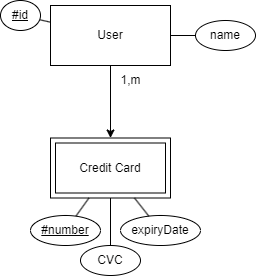 #id
User
name
1,m
Credit Card
#number
expiryDate
CVC